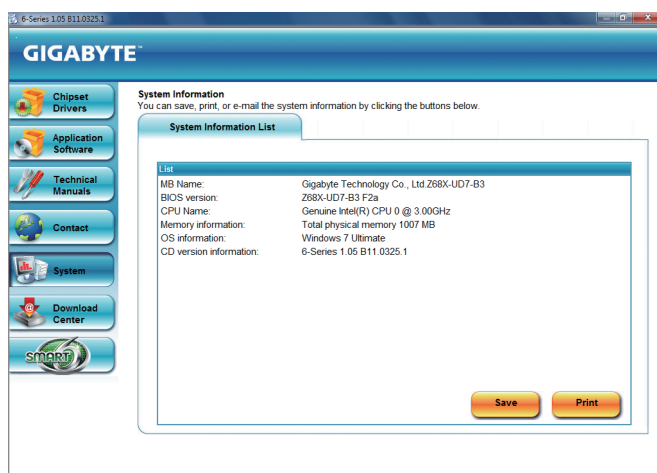 6-Series 1.05 B11.0325.1
GIGABYTE™
Chipset
Drivers
Application
Software
Technical
Manuals
Contact
System
Download
Center
SMART6
System Information
You can save, print, or e-mail the system information by clicking the buttons below.
System Information List
List
MB Name: Gigabyte Technology Co., Ltd.Z68X-UD7-B3
BIOS version: Z68X-UD7-B3 F2a
CPU Name: Genuine Intel(R) CPU 0 @ 3.00GHz
Memory information: Total physical memory 1007 MB
OS information: Windows 7 Ultimate
CD version information: 6-Series 1.05 B11.0325.1
Save Print